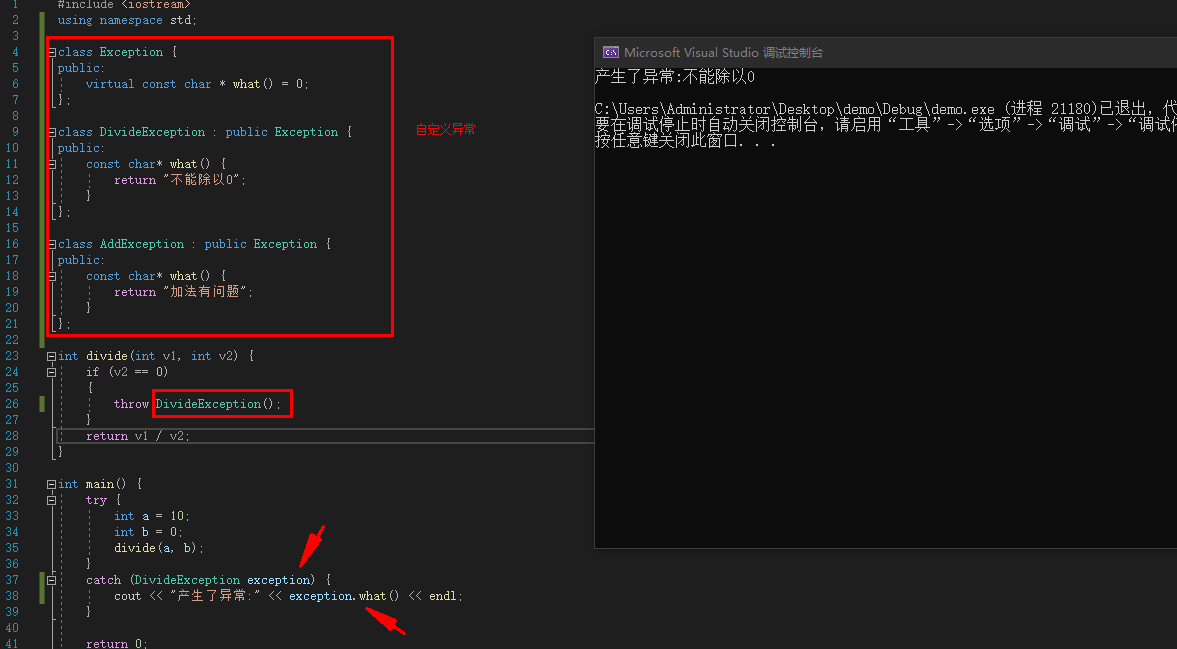 1 #include <iostream>
2 using namespace std;
3
4 class Exception {
5 public:
6 virtual const char * what() = 0;
7 };
8
9 class DivideException : public Exception {
自定义异常
10 public:
11 const char* what() {
12 return "不能除以0";
13 }
14 };
15
16 class AddException : public Exception {
17 public:
18 const char* what() {
19 return "加法有问题";
20 }
21 };
22
23 int divide(int v1, int v2) {
24 if (v2 == 0)
25 {
26 throw DivideException();
27 }
28 return v1 / v2;
29 }
30
31 int main() {
32 try {
33 int a = 10;
34 int b = 0;
35 divide(a, b);
36 }
37 catch (DivideException exception) {
38 cout << "产生了异常:" << exception.what() << endl;
39 }
40
41 return 0;
Microsoft Visual Studio 调试控制台
产生了异常:不能除以0
C:\Users\Administrator\Desktop\demo\Debug\demo.exe (进程 21180)已退出，代
要在调试停止时自动关闭控制台，请启用“工具”->“选项”->“调试”->“调试停
按任意键关闭此窗口. . .